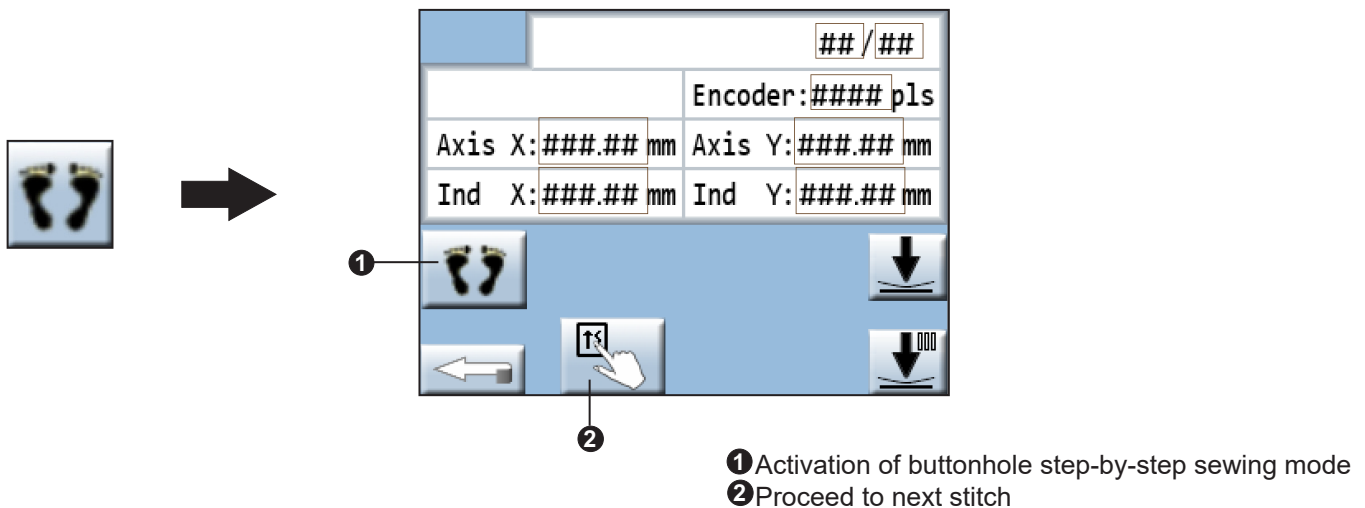 ##/##
Encoder:####pls
Axis X:###.##mm Axis Y:###.##mm
Ind X:###.##mm Ind Y:###.##mm
1
2
1 Activation of buttonhole step-by-step sewing mode
2 Proceed to next stitch